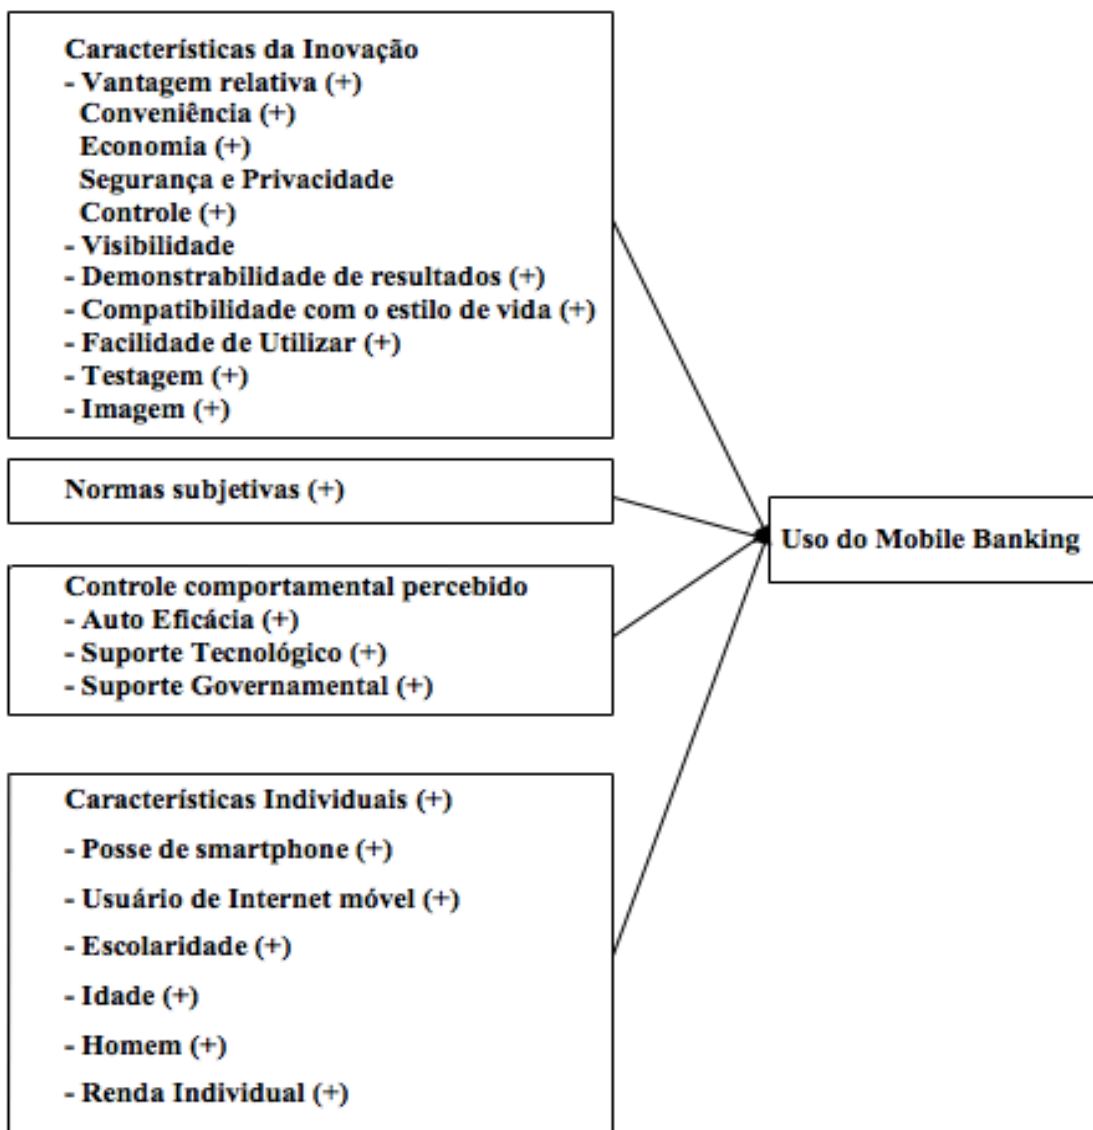 Características da Inovação
- Vantagem relativa (+)
Conveniência (+)
Economia (+)
Segurança e Privacidade
Controle (+)
- Visibilidade
- Demonstrabilidade de resultados (+)
- Compatibilidade com o estilo de vida (+)
- Facilidade de Utilizar (+)
- Testagem (+)
- Imagem (+)
Normas subjetivas (+)
Controle comportamental percebido
- Auto Eficácia (+)
- Suporte Tecnológico (+)
- Suporte Governamental (+)
Características Individuais (+)
- Posse de smartphone (+)
- Usuário de Internet móvel (+)
- Escolaridade (+)
- Idade (+)
- Homem (+)
- Renda Individual (+)
Uso do Mobile Banking